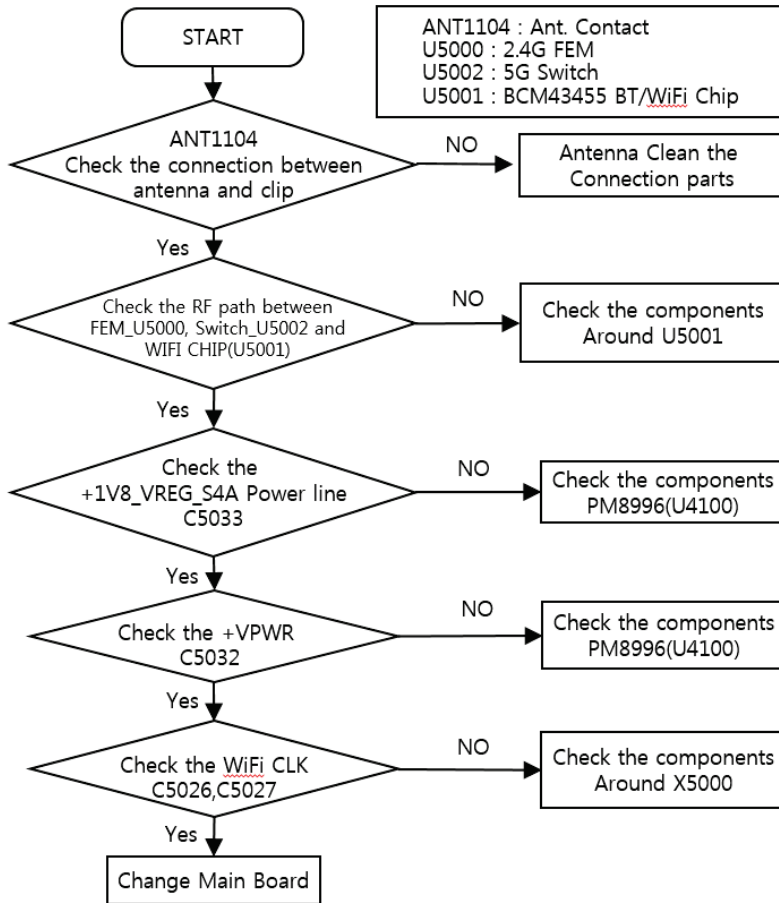 START
ANT1104 : Ant. Contact
U5000 : 2.4G FEM
U5002 : 5G Switch
U5001 : BCM43455 BT/WiFi Chip
ANT1104
Check the connection between
antenna and clip
NO
Antenna Clean the
Connection parts
Yes
Check the RF path between
FEM_U5000, Switch_U5002 and
WIFI CHIP(U5001)
NO
Check the components
Around U5001
Yes
Check the
+1V8_VREG_S4A Power line
C5033
NO
Check the components
PM8996(U4100)
Yes
Check the +VPWR
C5032
NO
Check the components
PM8996(U4100)
Yes
Check the WiFi CLK
C5026,C5027
NO
Check the components
Around X5000
Yes
Change Main Board